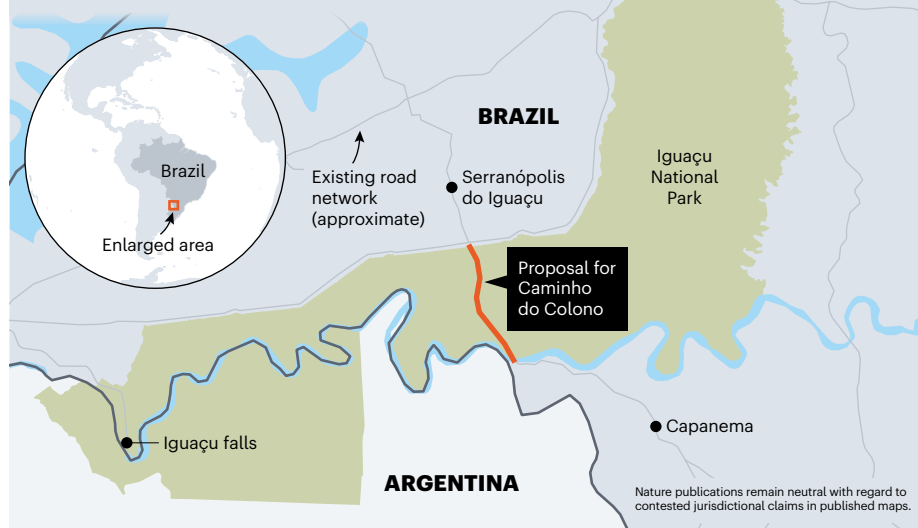 BRAZIL
Brazil
Enlarged area
Existing road
network
(approximate)
Serranópolis
do Iguaçu
Iguaçu
National
Park
Proposal for
Caminho
do Colono
Iguaçu falls
Capanema
ARGENTINA
Nature publications remain neutral with regard to
contested jurisdictional claims in published maps.